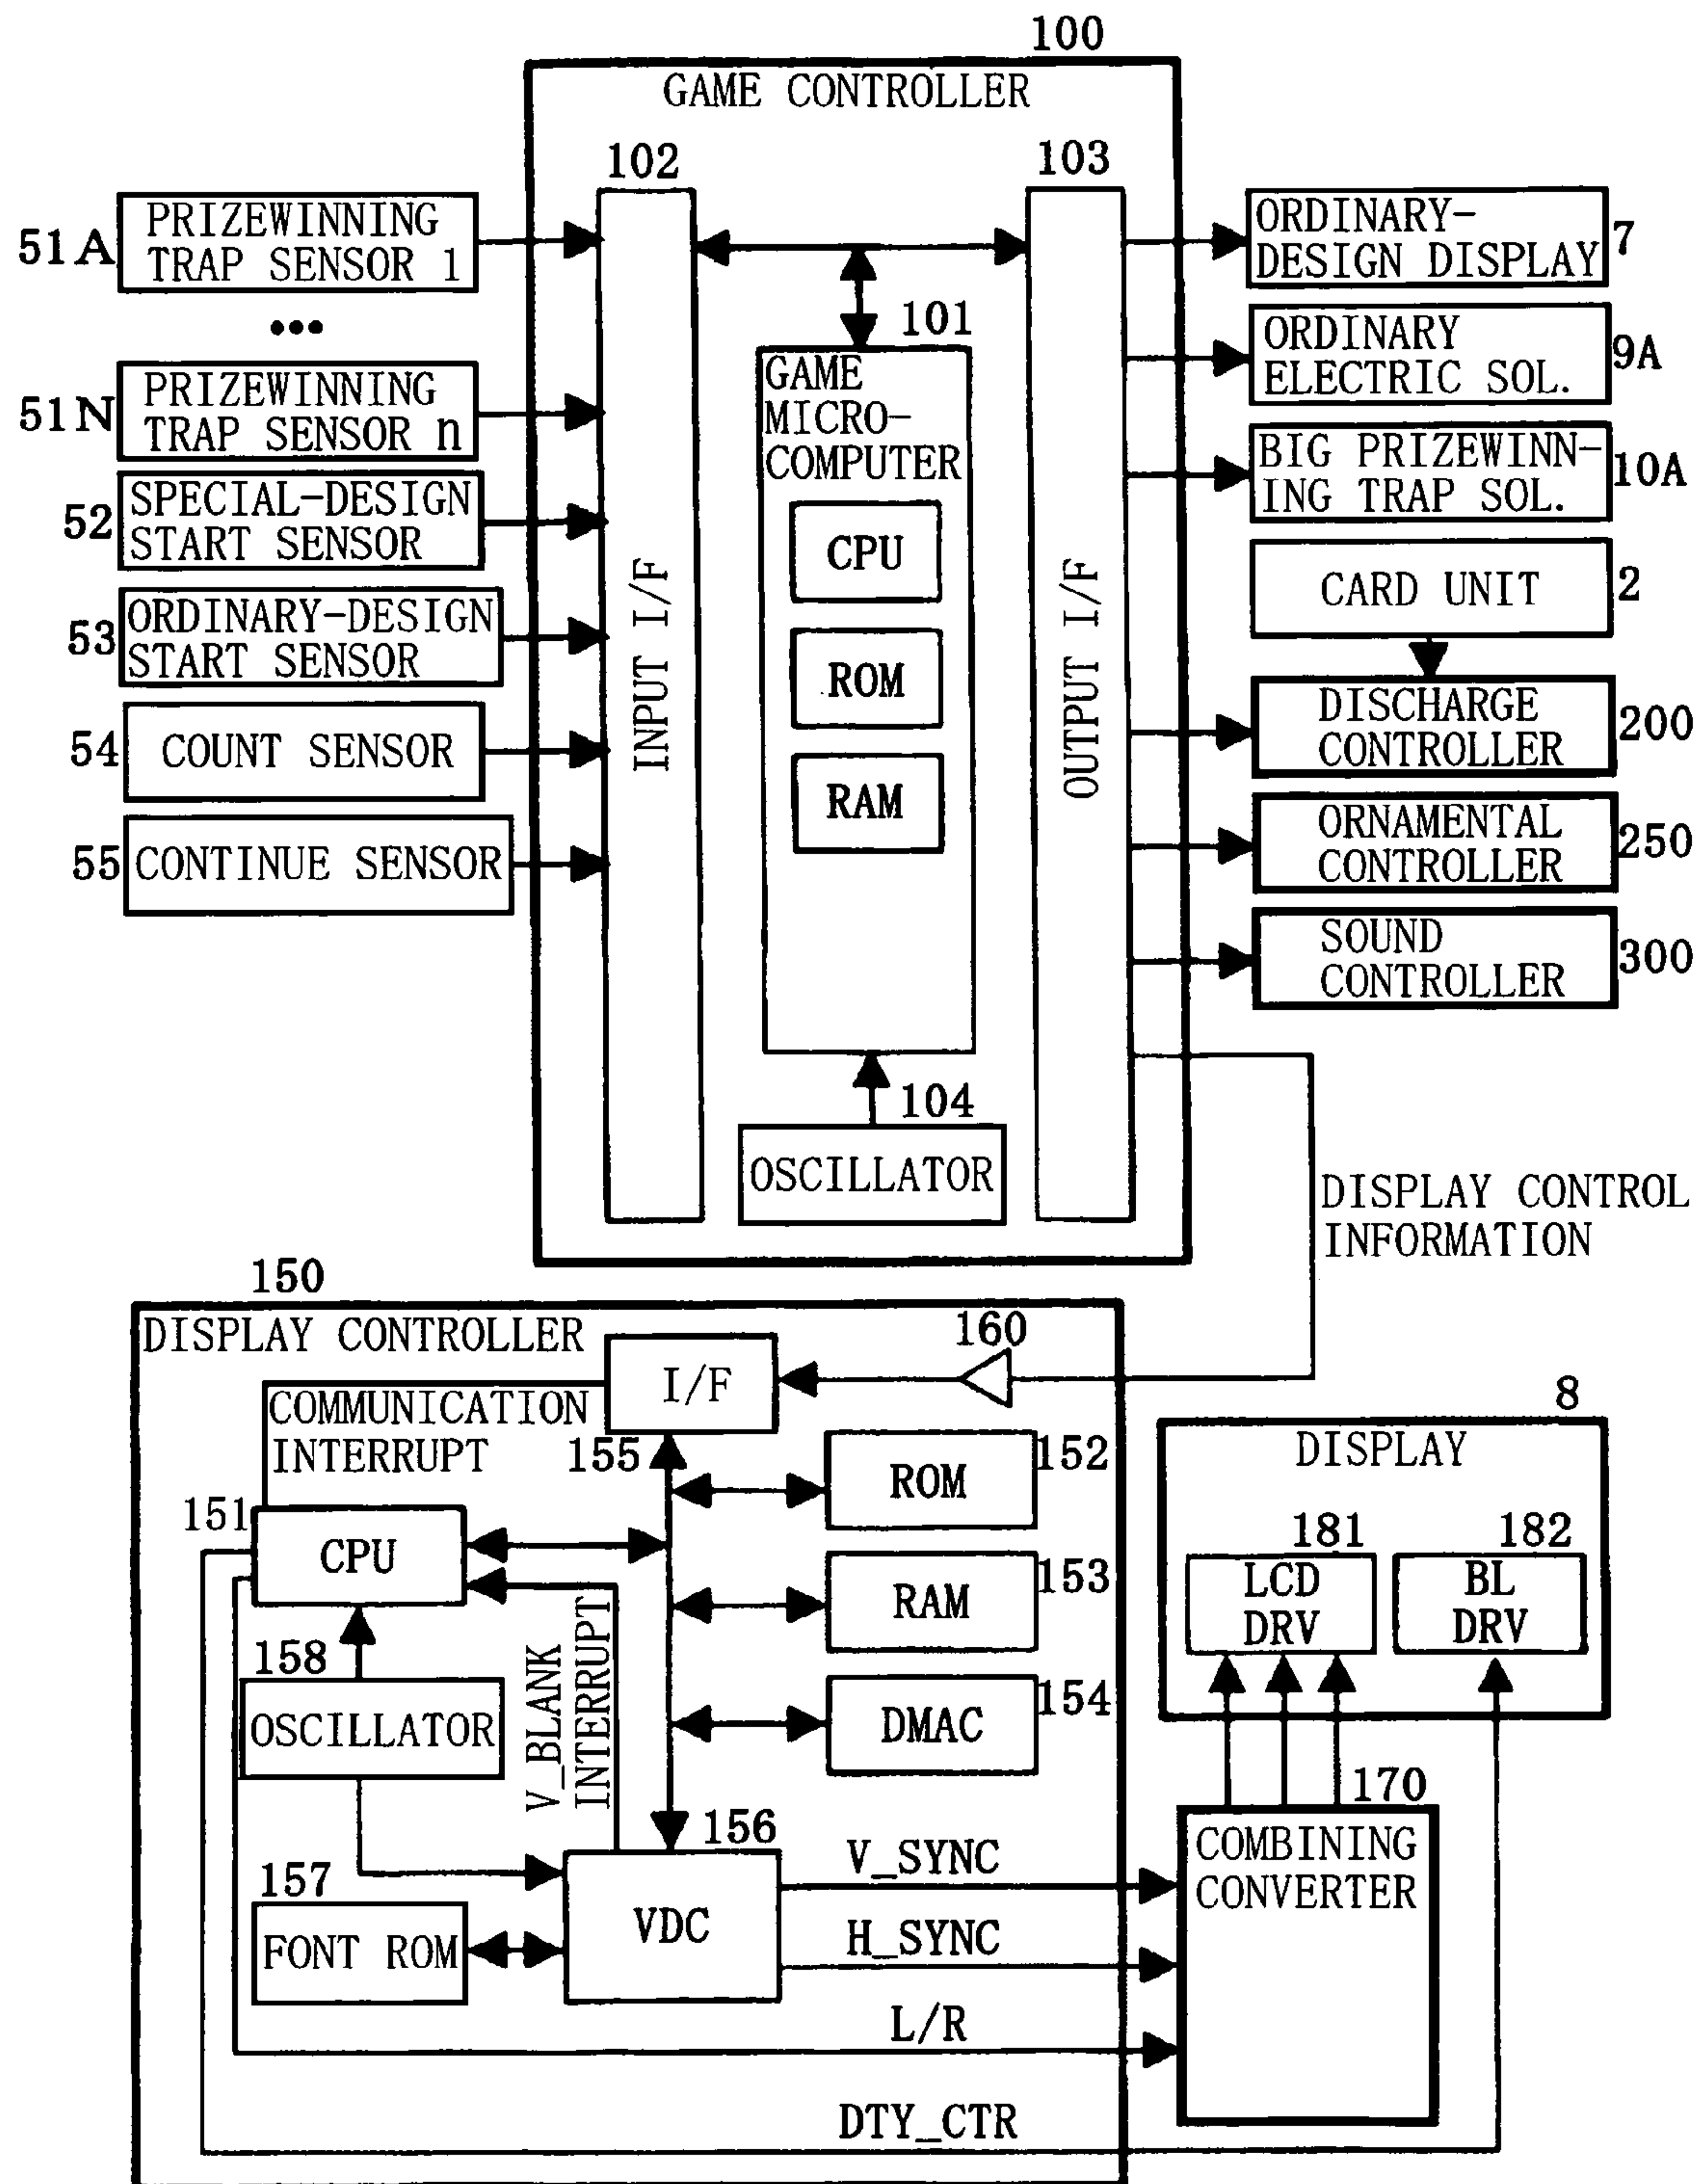 100
GAME CONTROLLER
102
103
51A
PRIZEWINNING
TRAP SENSOR 1
•••
51N
PRIZEWINNING
TRAP SENSOR n
52
SPECIAL-DESIGN
START SENSOR
53
ORDINARY-DESIGN
START SENSOR
54
COUNT SENSOR
55
CONTINUE SENSOR
INPUT I/F
101
GAME
MICRO-
COMPUTER
CPU
ROM
RAM
104
OSCILLATOR
OUTPUT I/F
ORDINARY-
DESIGN DISPLAY
7
ORDINARY
ELECTRIC SOL.
9A
BIG PRIZEWINN-
ING TRAP SOL.
10A
CARD UNIT
2
DISCHARGE
CONTROLLER
200
ORNAMENTAL
CONTROLLER
250
SOUND
CONTROLLER
300
DISPLAY CONTROL
INFORMATION
150
DISPLAY CONTROLLER
I/F
160
COMMUNICATION
INTERRUPT
155
ROM
152
151
CPU
RAM
153
158
OSCILLATOR
V_BLANK
INTERRUPT
DMAC
154
156
VDC
157
FONT ROM
V_SYNC
H_SYNC
L/R
DTY_CTR
8
DISPLAY
181
LCD
DRV
182
BL
DRV
170
COMBINING
CONVERTER